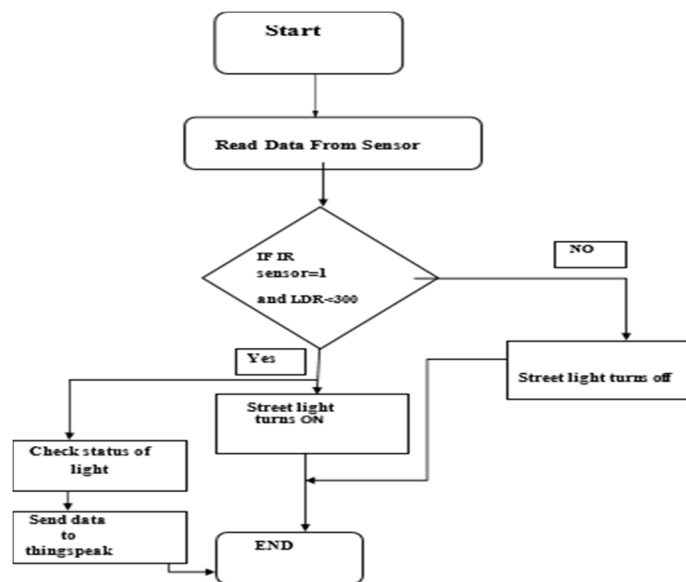 Start
Read Data From Sensor
IF IR
sensor=1
and LDR<300
NO
Yes
Street light turns off
Street light
turns ON
Check status of
light
Send data
to
thingspeak
END